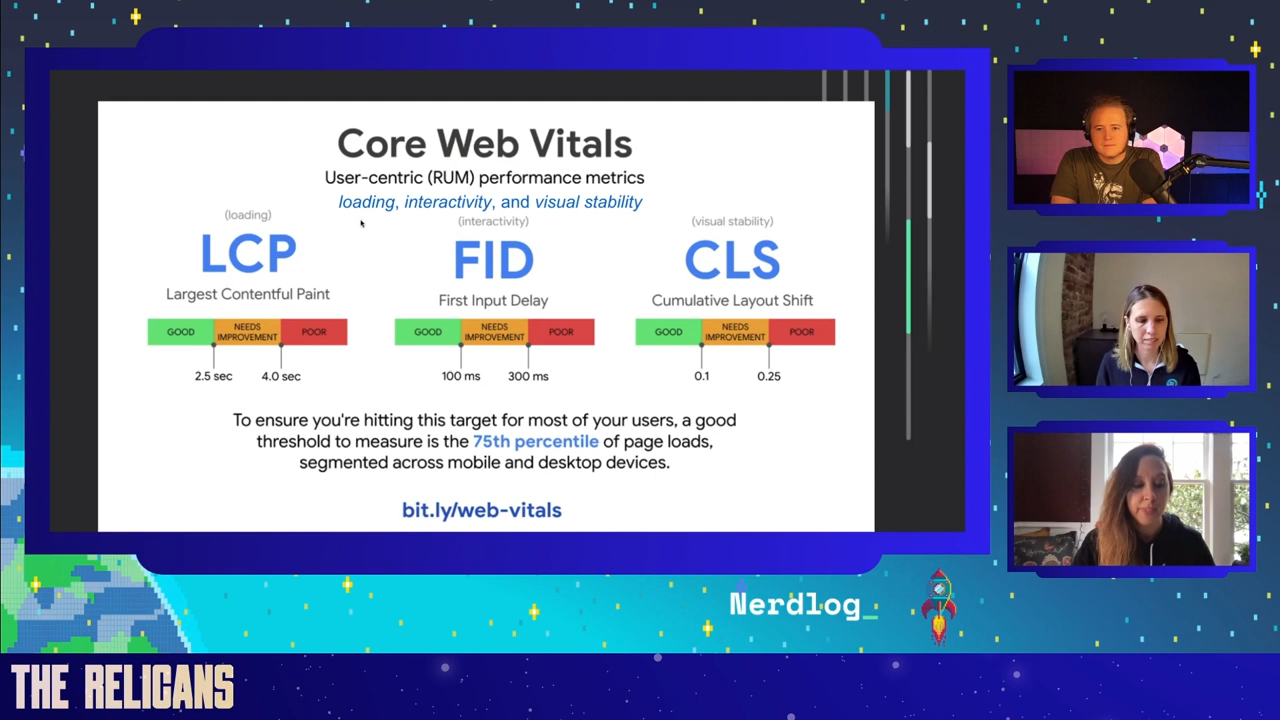 Core Web Vitals
User-centric (RUM) performance metrics
loading, interactivity, and visual stability
(loading)
LCP
Largest Contentful Paint
GOOD
NEEDS
IMPROVEMENT
POOR
2.5 sec
4.0 sec
(interactivity)
FID
First Input Delay
GOOD
NEEDS
IMPROVEMENT
POOR
100 ms
300 ms
(visual stability)
CLS
Cumulative Layout Shift
GOOD
NEEDS
IMPROVEMENT
POOR
0.1
0.25
To ensure you're hitting this target for most of your users, a good
threshold to measure is the 75th percentile of page loads,
segmented across mobile and desktop devices.
bit.ly/web-vitals
Nerdlog_
THE RELICANS